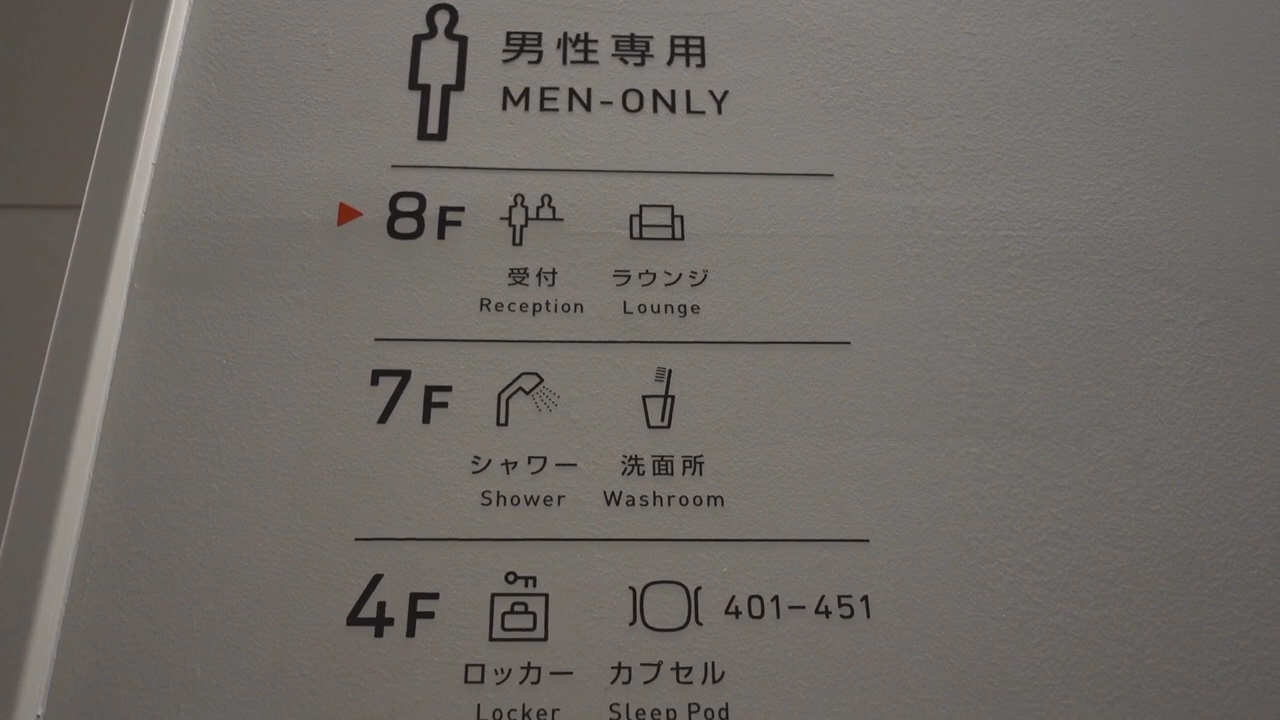 男性専用
MEN-ONLY
8F
受付 ラウンジ
Reception Lounge
7F
シャワー 洗面所
Shower Washroom
4F 401-451
ロッカー カプセル
Locker Sleep Pod